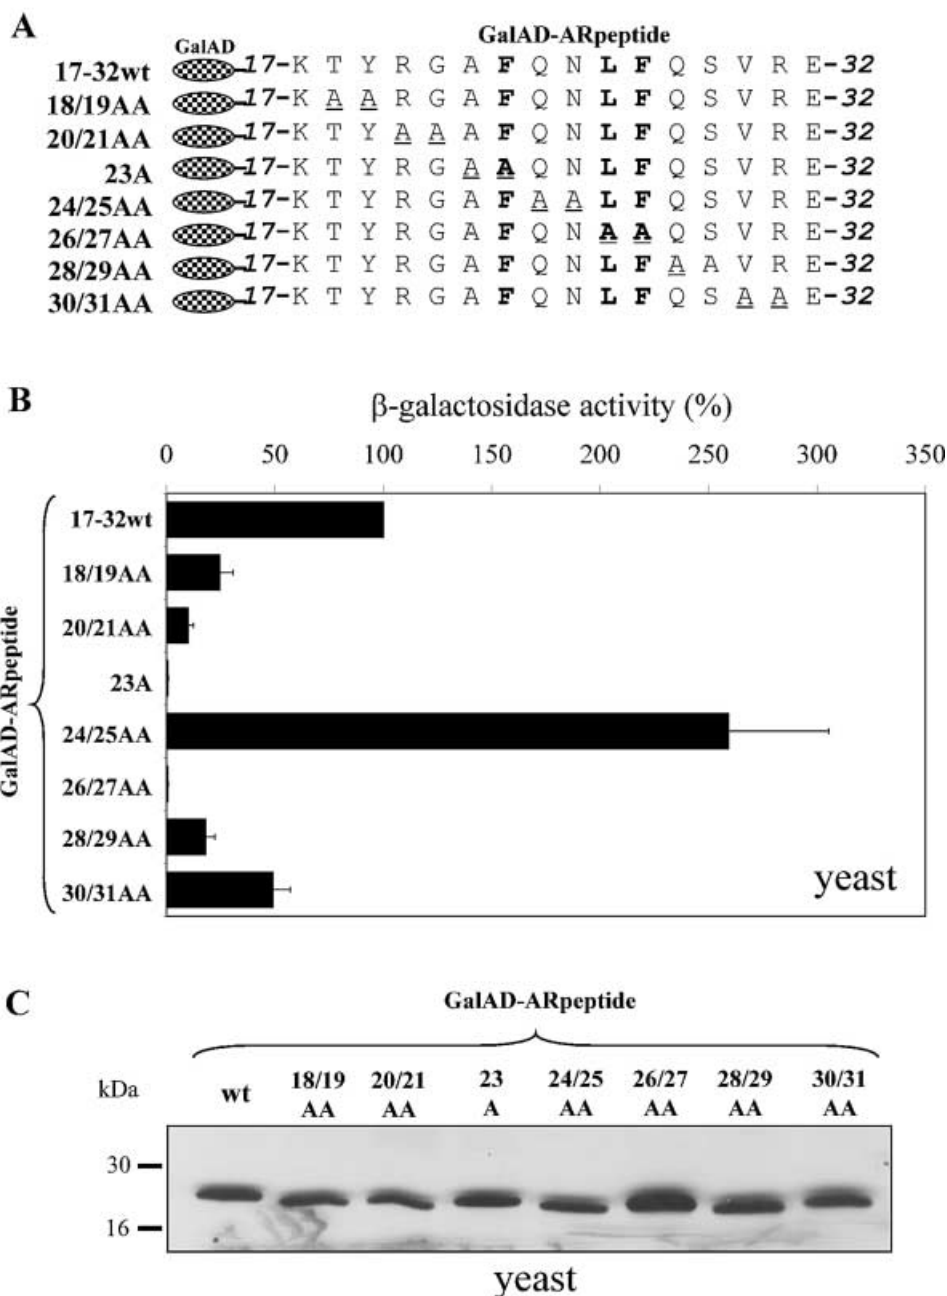 A
GalAD GalAD-ARpeptide
17-32wt 17-K T Y R G A F Q N L F Q S V R E-32
18/19AA 17-K A A R G A F Q N L F Q S V R E-32
20/21AA 17-K T Y A A A F Q N L F Q S V R E-32
23A 17-K T Y R G A A Q N L F Q S V R E-32
24/25AA 17-K T Y R G A F A A L F Q S V R E-32
26/27AA 17-K T Y R G A F Q N A A Q S V R E-32
28/29AA 17-K T Y R G A F Q N L F A A V R E-32
30/31AA 17-K T Y R G A F Q N L F Q S A A E-32
B
β-galactosidase activity (%)
0 50 100 150 200 250 300 350
GalAD-ARpeptide
17-32wt
18/19AA
20/21AA
23A
24/25AA
26/27AA
28/29AA
30/31AA
yeast
C
GalAD-ARpeptide
kDa wt 18/19 20/21 23 24/25 26/27 28/29 30/31
AA AA A AA AA AA AA
30
16
yeast